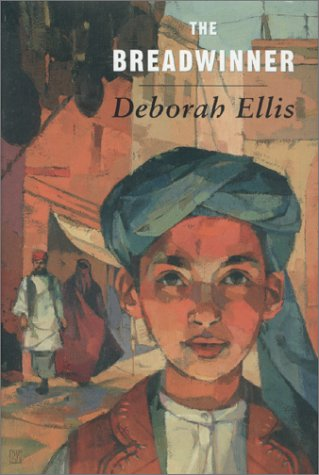 THE
BREADWINNER
Deborah Ellis